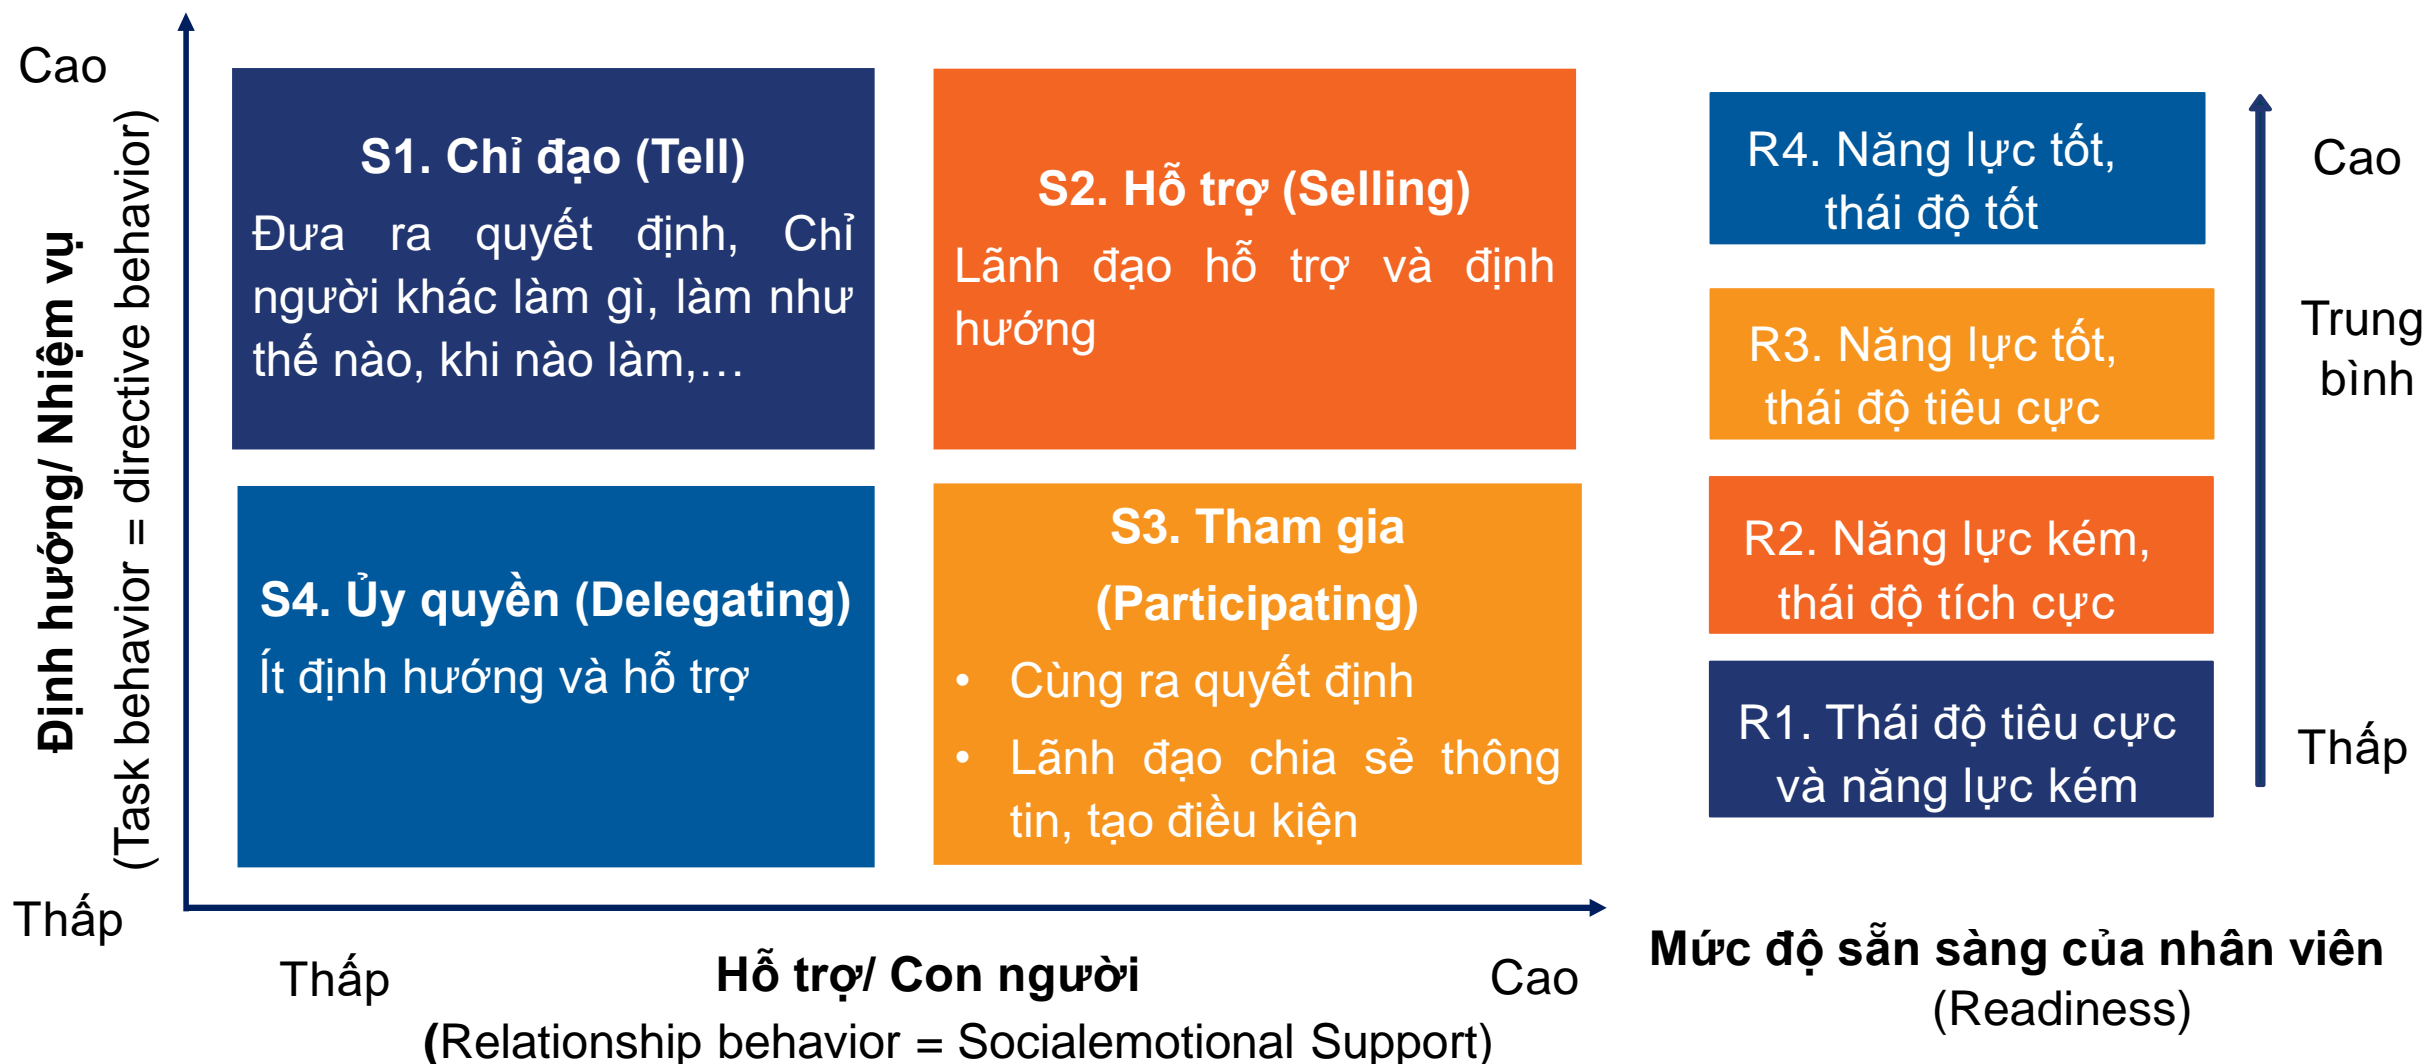 Cao
Định hướng/ Nhiệm vụ
(Task behavior = directive behavior)
Thấp
S1. Chỉ đạo (Tell)
Đưa ra quyết định, Chỉ
người khác làm gì, làm như
thế nào, khi nào làm,…
S2. Hỗ trợ (Selling)
Lãnh đạo hỗ trợ và định
hướng
S4. Ủy quyền (Delegating)
Ít định hướng và hỗ trợ
S3. Tham gia
(Participating)
• Cùng ra quyết định
• Lãnh đạo chia sẻ thông
tin, tạo điều kiện
Thấp
Hỗ trợ/ Con người
Cao
(Relationship behavior = Socialemotional Support)
R4. Năng lực tốt,
thái độ tốt
R3. Năng lực tốt,
thái độ tiêu cực
R2. Năng lực kém,
thái độ tích cực
R1. Thái độ tiêu cực
và năng lực kém
Cao
Trung
bình
Thấp
Mức độ sẵn sàng của nhân viên
(Readiness)